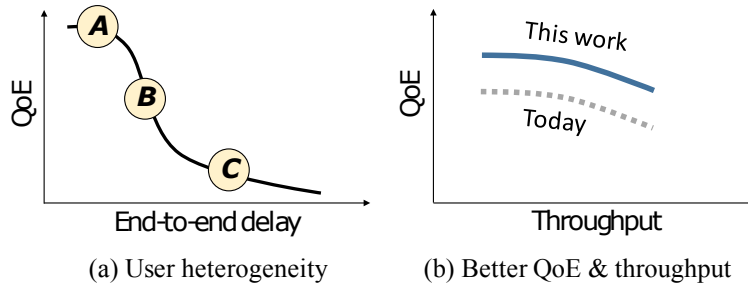 A
B
C
QoE
End-to-end delay
(a) User heterogeneity
This work
Today
QoE
Throughput
(b) Better QoE & throughput